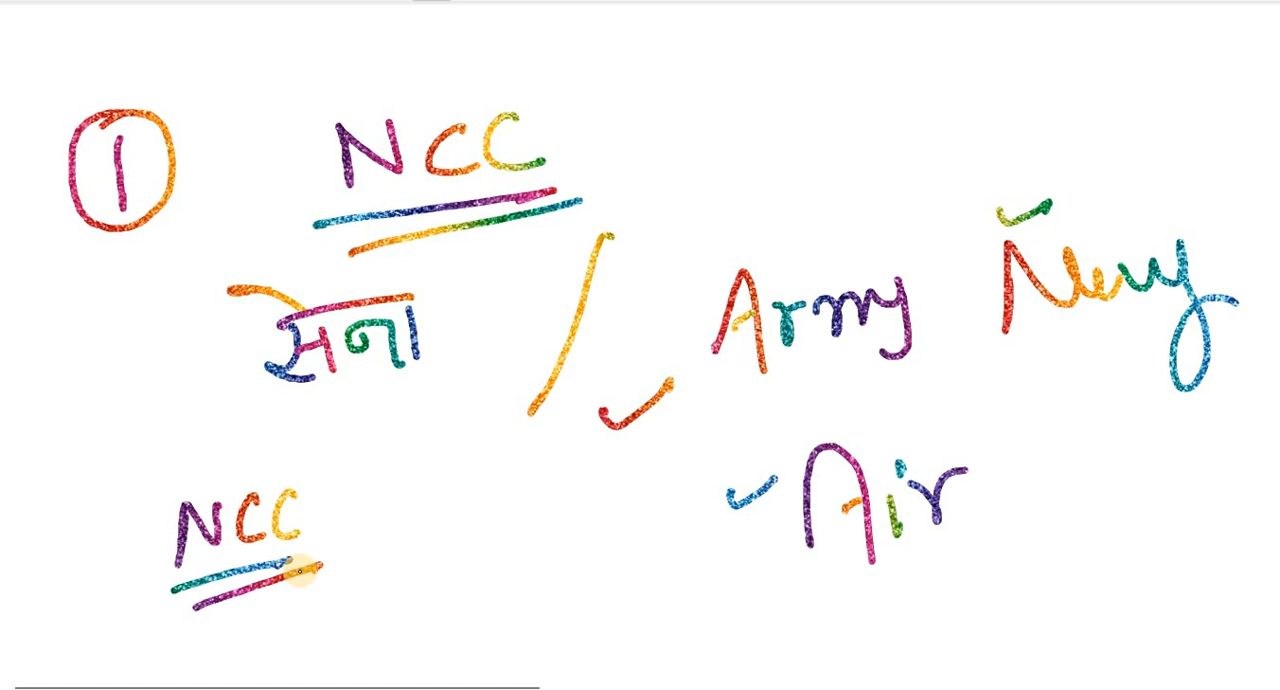 ① NCC
सेना / Army Navy
Air
NCC